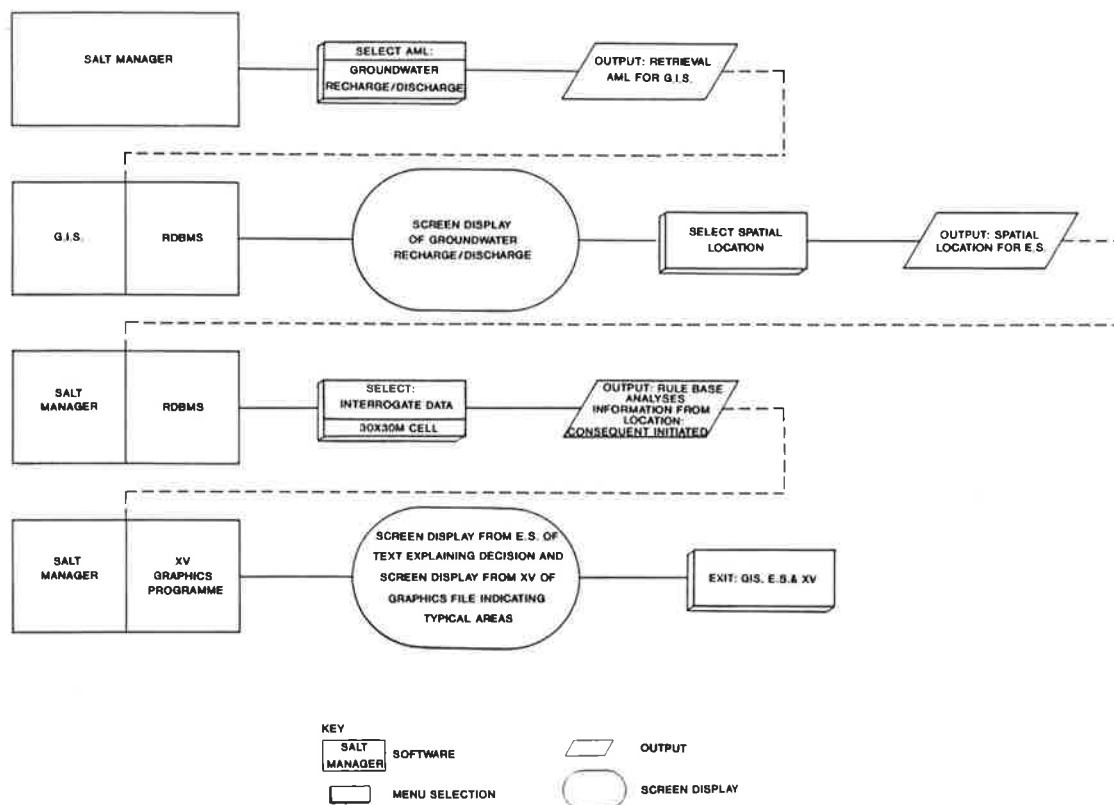 SALT MANAGER
SELECT AML:
GROUNDWATER
RECHARGE/DISCHARGE
OUTPUT: RETRIEVAL
AML FOR G.I.S.
G.I.S.
RDBMS
SCREEN DISPLAY
OF GROUNDWATER
RECHARGE/DISCHARGE
SELECT SPATIAL
LOCATION
OUTPUT: SPATIAL
LOCATION FOR E.S.
SALT
MANAGER
RDBMS
SELECT:
INTERROGATE DATA
30X30M CELL
OUTPUT: RULE BASE
ANALYSES
INFORMATION FROM
LOCATION:
CONSEQUENT INITIATED
SALT
MANAGER
XV
GRAPHICS
PROGRAMME
SCREEN DISPLAY FROM E.S. OF
TEXT EXPLAINING DECISION AND
SCREEN DISPLAY FROM XV OF
GRAPHICS FILE INDICATING
TYPICAL AREAS
EXIT: GIS, E.S.& XV
KEY
SALT
MANAGER
SOFTWARE
OUTPUT
MENU SELECTION
SCREEN DISPLAY